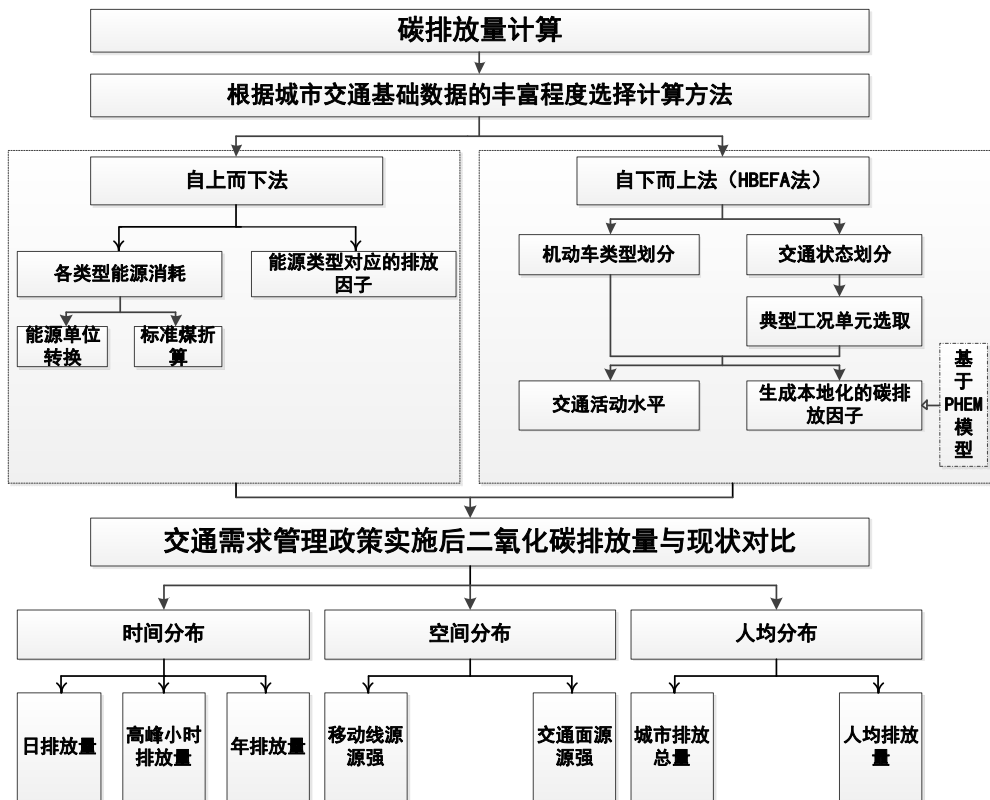 碳排放量计算
根据城市交通基础数据的丰富程度选择计算方法
自上而下法
自下而上法（HBEFA法）
各类型能源消耗
能源类型对应的排放
因子
机动车类型划分
交通状态划分
能源单位
转换
标准煤折
算
典型工况单元选取
交通活动水平
生成本地化的碳排
放因子
基
于
PHEM
模
型
交通需求管理政策实施后二氧化碳排放量与现状对比
时间分布
空间分布
人均分布
日排放量
高峰小时
排放量
年排放量
移动线源
源强
交通面源
源强
城市排放
总量
人均排放
量